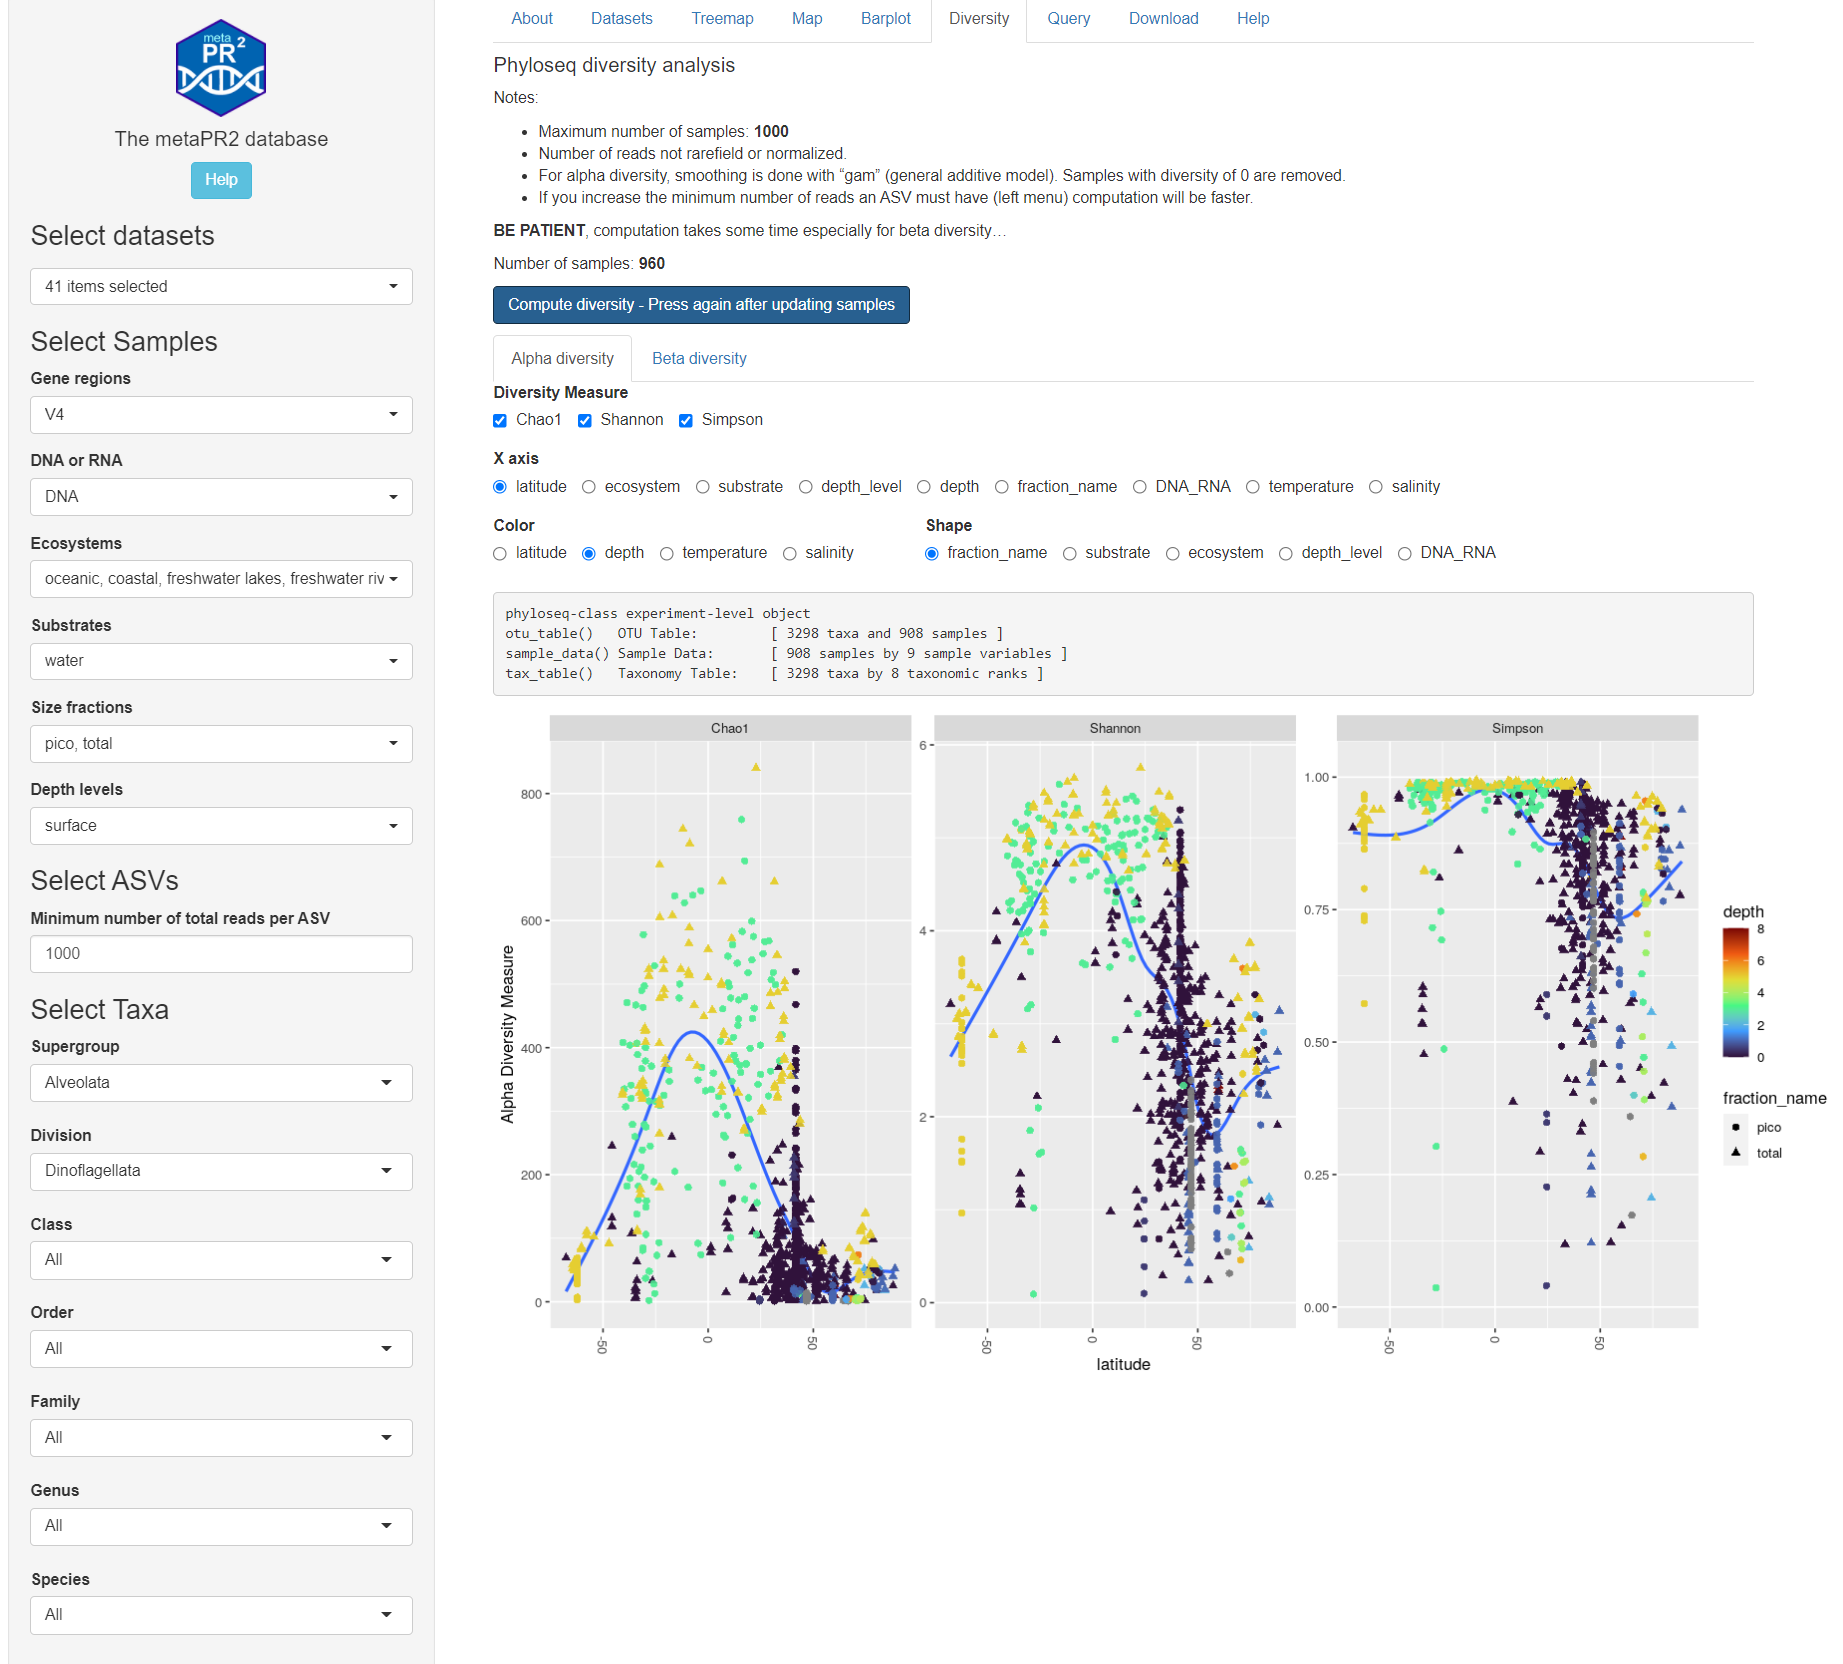 meta
PR 2
The metaPR2 database
Help
Select datasets
41 items selected
Select Samples
Gene regions
V4
DNA or RNA
DNA
Ecosystems
oceanic, coastal, freshwater lakes, freshwater riv
Substrates
water
Size fractions
pico, total
Depth levels
surface
Select ASVs
Minimum number of total reads per ASV
1000
Select Taxa
Supergroup
Alveolata
Division
Dinoflagellata
Class
All
Order
All
Family
All
Genus
All
Species
All
About Datasets Treemap Map Barplot Diversity Query Download Help
Phyloseq diversity analysis
Notes:
• Maximum number of samples: 1000
• Number of reads not rarefield or normalized.
• For alpha diversity, smoothing is done with “gam” (general additive model). Samples with diversity of 0 are removed.
• If you increase the minimum number of reads an ASV must have (left menu) computation will be faster.
BE PATIENT, computation takes some time especially for beta diversity…
Number of samples: 960
Compute diversity - Press again after updating samples
Alpha diversity Beta diversity
Diversity Measure
Chao1 Shannon Simpson
X axis
latitude ecosystem substrate depth_level depth fraction_name DNA_RNA temperature salinity
Color
latitude depth temperature salinity
Shape
fraction_name substrate ecosystem depth_level DNA_RNA
phyloseq-class experiment-level object
otu_table() OTU Table: [ 3298 taxa and 908 samples ]
sample_data() Sample Data: [ 908 samples by 9 sample variables ]
tax_table() Taxonomy Table: [ 3298 taxa by 8 taxonomic ranks ]
Alpha Diversity Measure
Chao1
800
600
400
200
0
-50 0 50
Shannon
6
4
2
0
-50 0 50
Simpson
1.00
0.75
0.50
0.25
0.00
-50 0 50
latitude
depth
8
6
4
2
0
fraction_name
pico
total